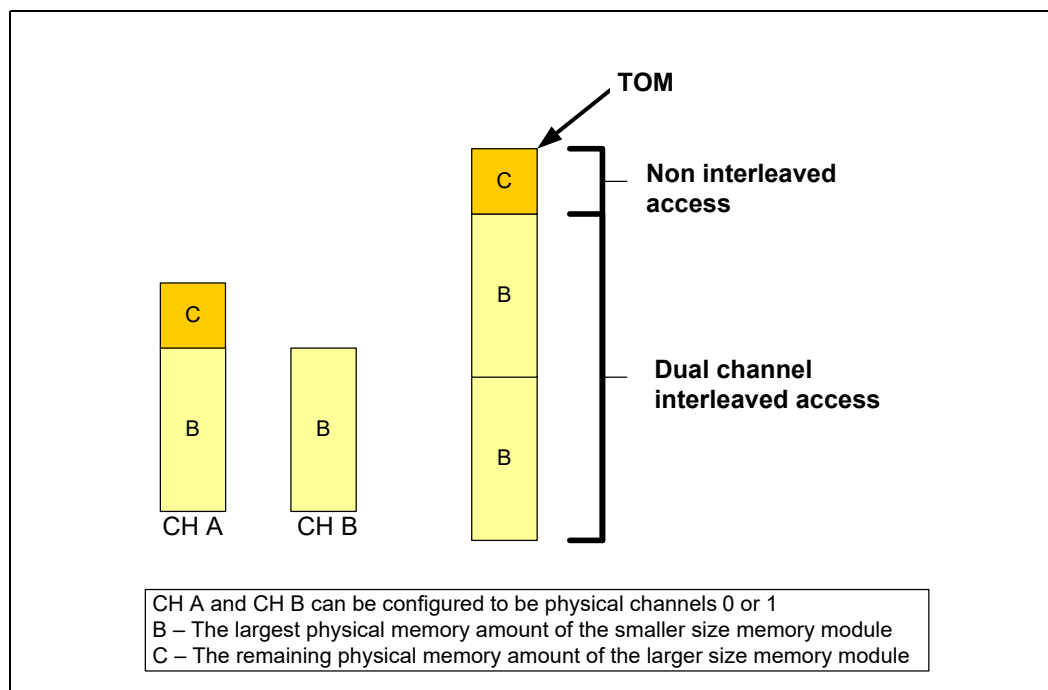 TOM
C
Non interleaved
access
C
B
B
B
Dual channel
interleaved access
B
CH A
CH B
CH A and CH B can be configured to be physical channels 0 or 1
B – The largest physical memory amount of the smaller size memory module
C – The remaining physical memory amount of the larger size memory module